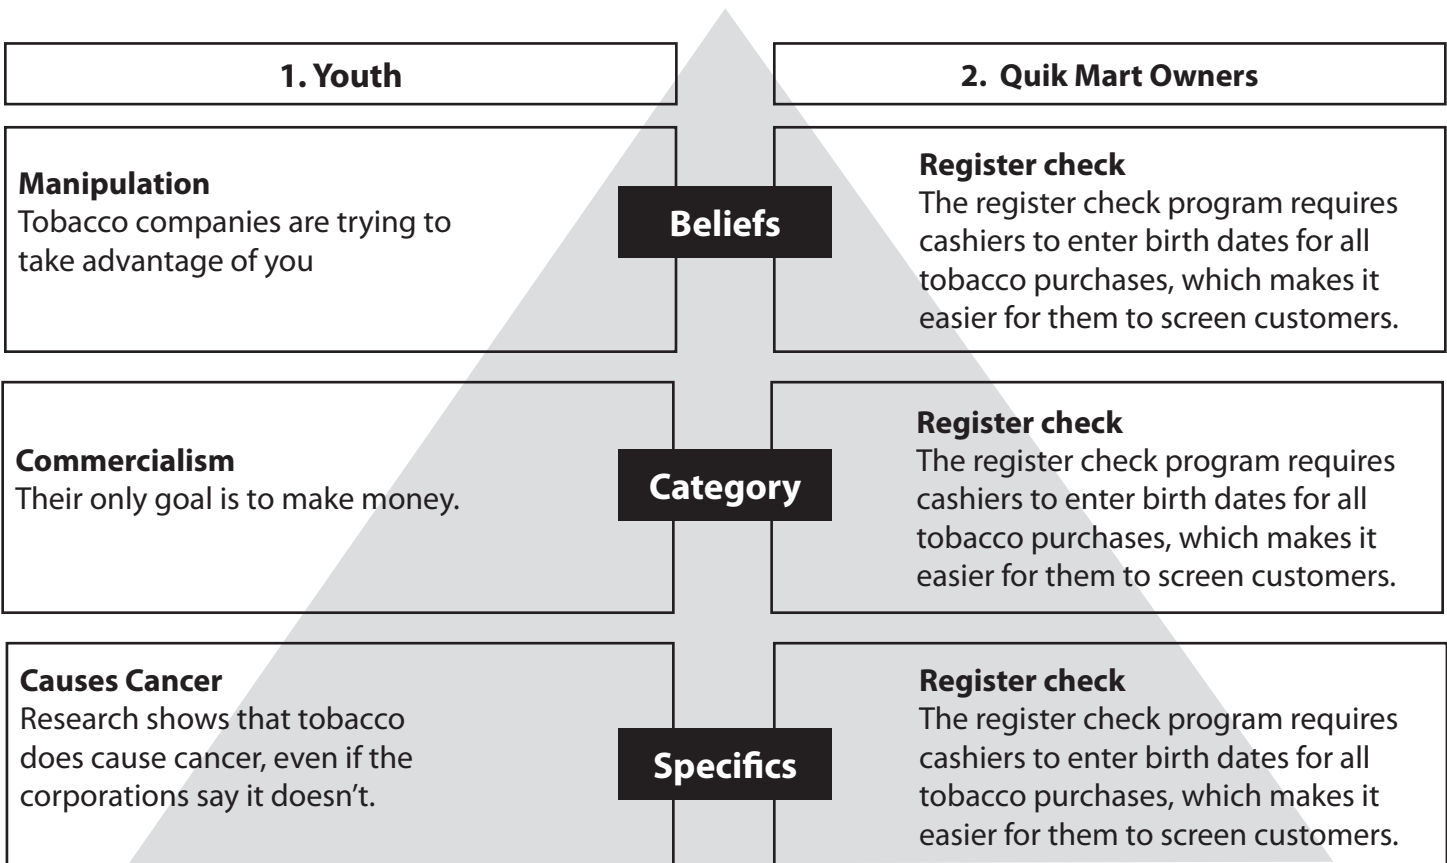 1. Youth
2. Quik Mart Owners
Manipulation
Tobacco companies are trying to
take advantage of you
Beliefs
Register check
The register check program requires
cashiers to enter birth dates for all
tobacco purchases, which makes it
easier for them to screen customers.
Commercialism
Their only goal is to make money.
Category
Register check
The register check program requires
cashiers to enter birth dates for all
tobacco purchases, which makes it
easier for them to screen customers.
Causes Cancer
Research shows that tobacco
does cause cancer, even if the
corporations say it doesn't.
Specifics
Register check
The register check program requires
cashiers to enter birth dates for all
tobacco purchases, which makes it
easier for them to screen customers.